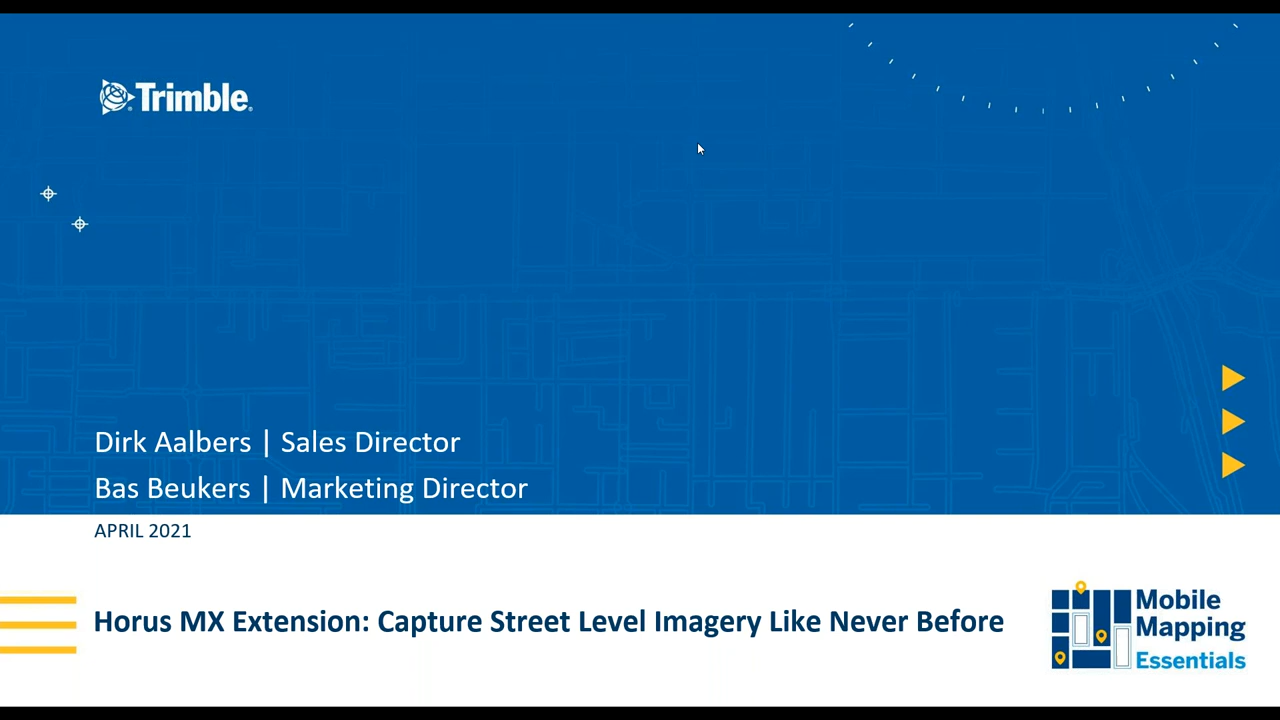 Trimble
Dirk Aalbers | Sales Director
Bas Beukers | Marketing Director
APRIL 2021
Horus MX Extension: Capture Street Level Imagery Like Never Before
Mobile
Mapping
Essentials